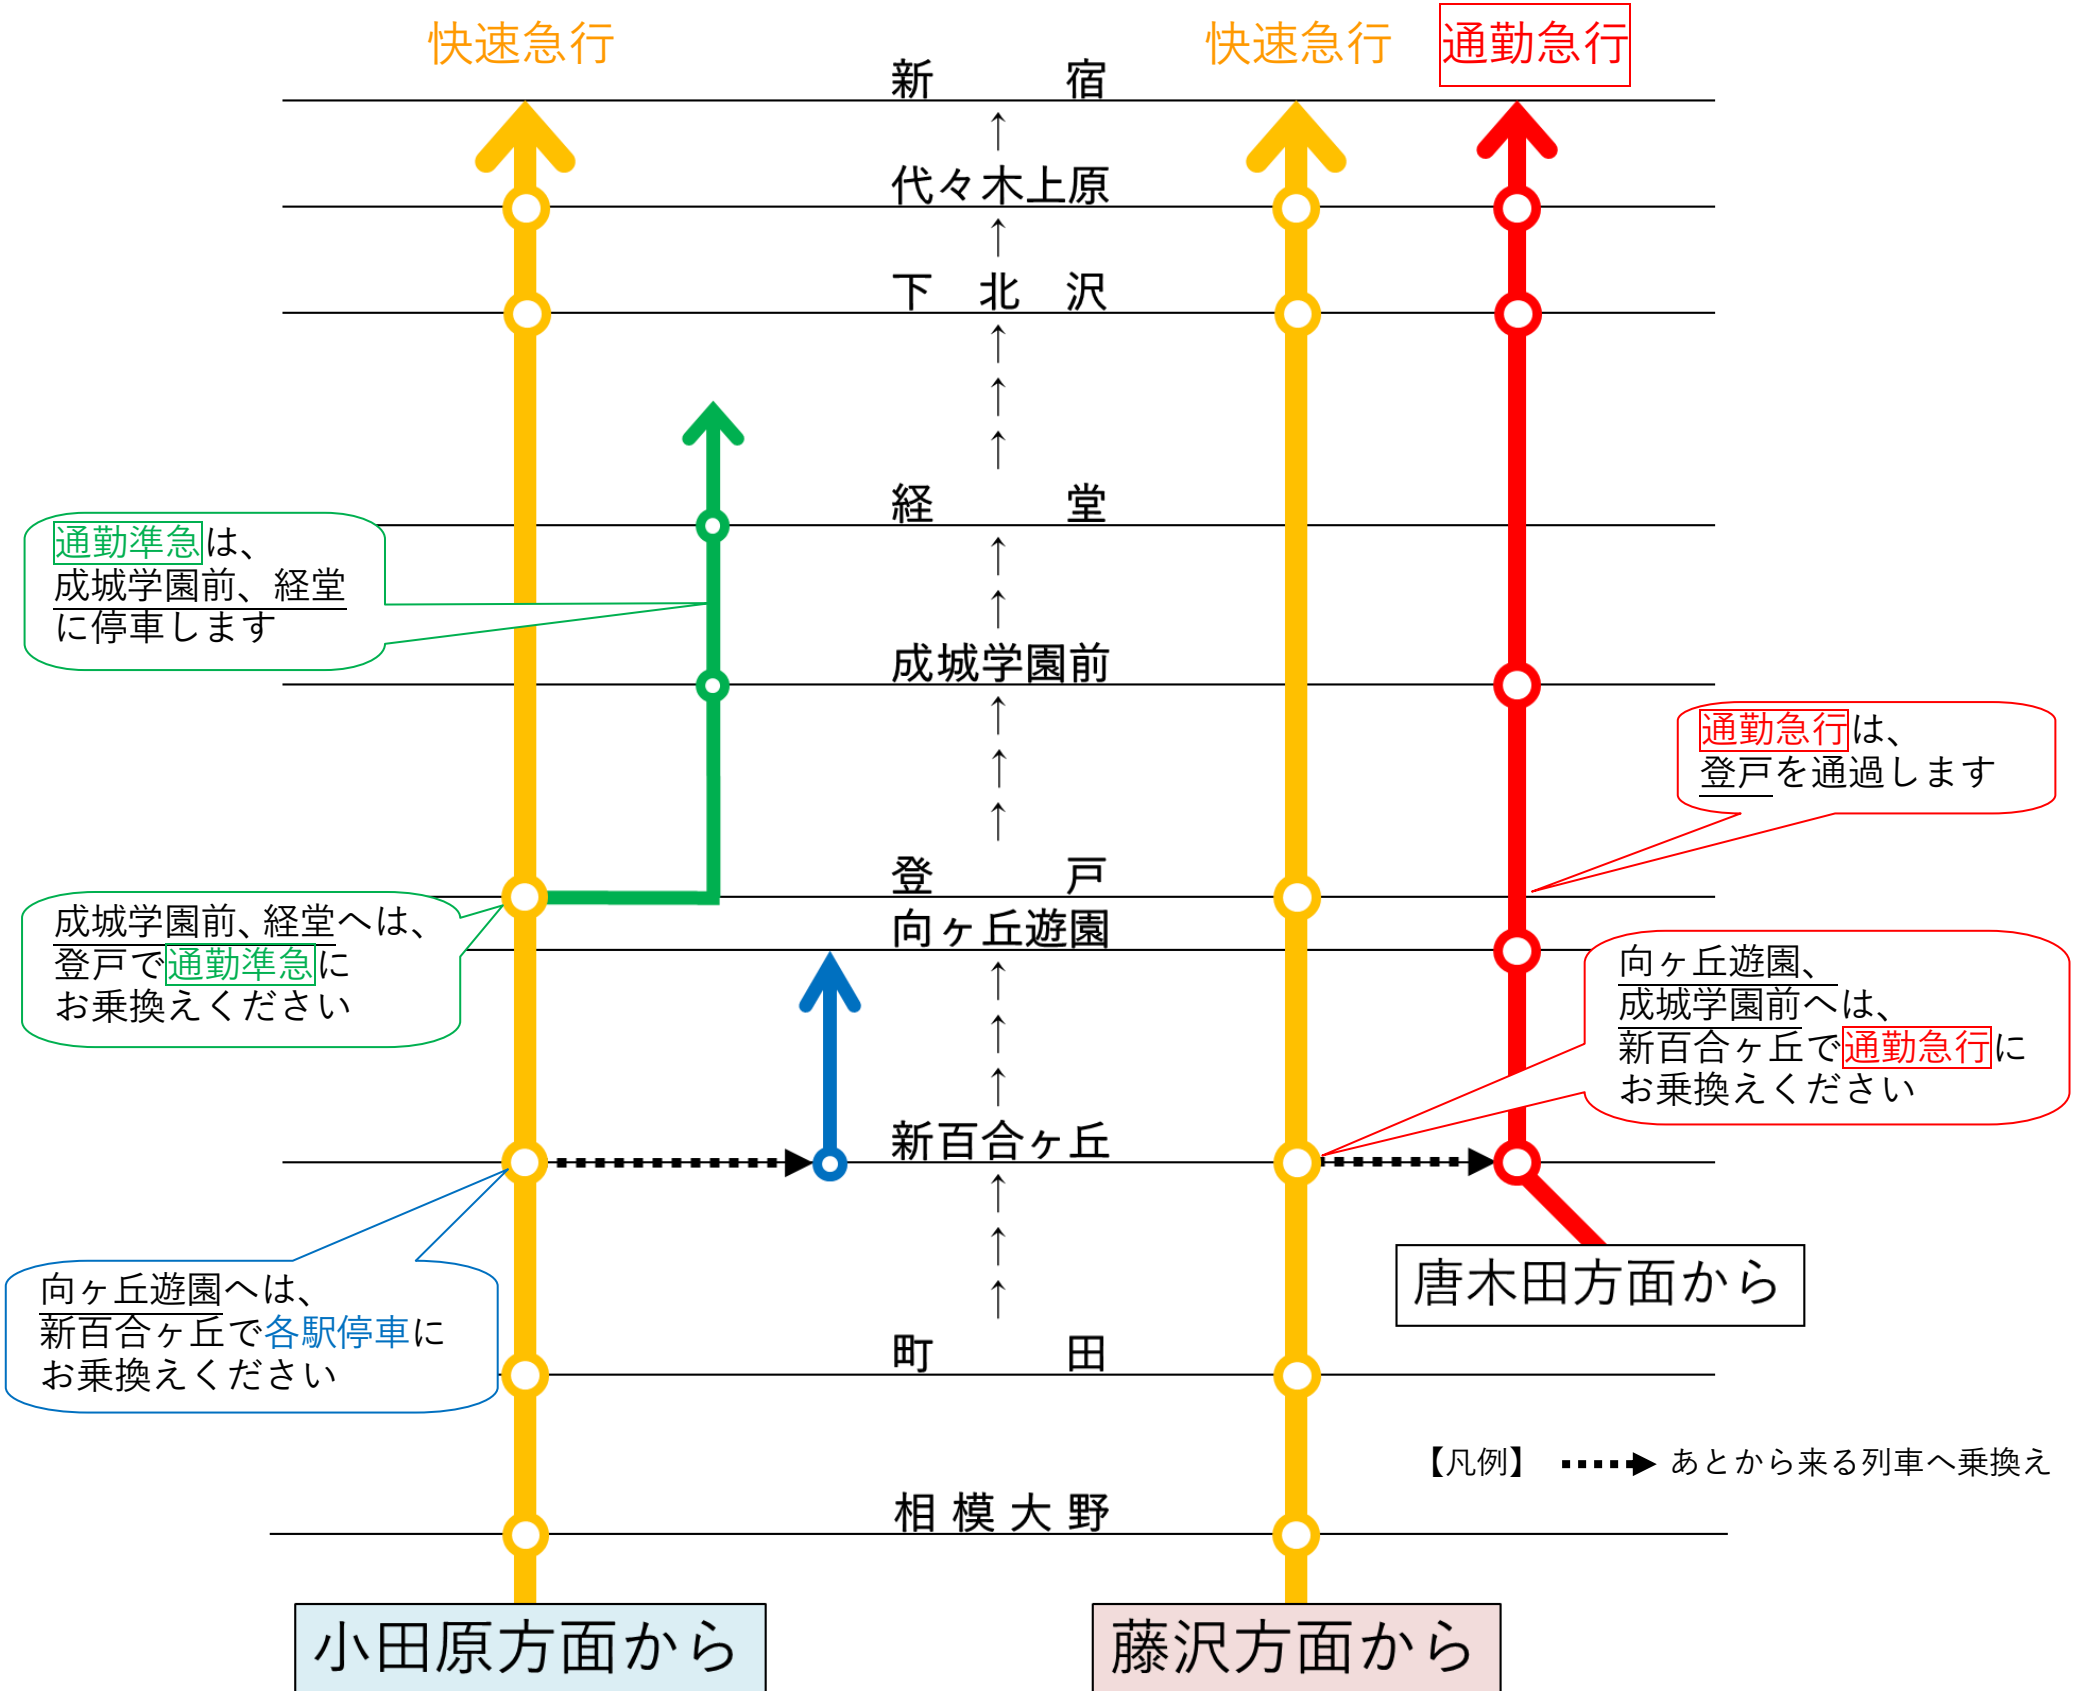 快速急行
快速急行
通勤急行
新宿
↑
代々木上原
↑
下北沢
↑
↑
↑
経堂
↑
↑
成城学園前
↑
↑
↑
登戸
向ヶ丘遊園
↑
↑
↑
新百合ヶ丘
↑
↑
↑
町田
相模大野
通勤準急は、
成城学園前、経堂
に停車します
成城学園前、経堂へは、
登戸で通勤準急に
お乗換えください
向ヶ丘遊園へは、
新百合ヶ丘で各駅停車に
お乗換えください
通勤急行は、
登戸を通過します
向ヶ丘遊園、
成城学園前へは、
新百合ヶ丘で通勤急行に
お乗換えください
唐木田方面から
【凡例】 あとから来る列車へ乗換え
小田原方面から
藤沢方面から